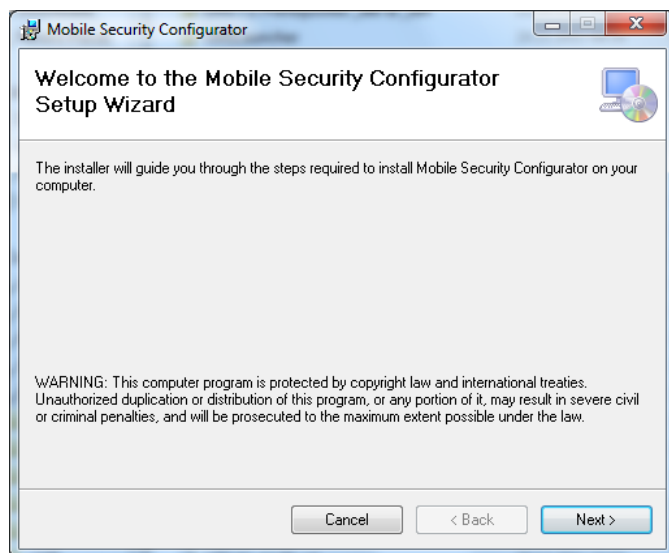 Mobile Security Configurator
Welcome to the Mobile Security Configurator
Setup Wizard
The installer will guide you through the steps required to install Mobile Security Configurator on your
computer.
WARNING: This computer program is protected by copyright law and international treaties.
Unauthorized duplication or distribution of this program, or any portion of it, may result in severe civil
or criminal penalties, and will be prosecuted to the maximum extent possible under the law.
Cancel
< Back
Next >